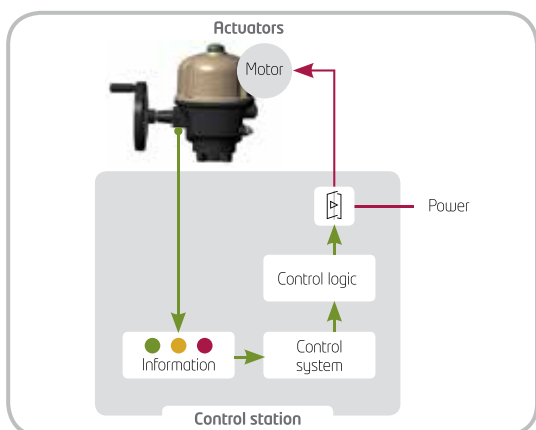 Actuators
Motor
Power
Control logic
Information
Control
system
Control station